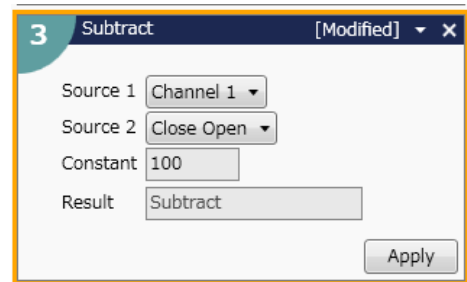 3 Subtract [Modified]
Source 1 Channel 1
Source 2 Close Open
Constant 100
Result Subtract
Apply